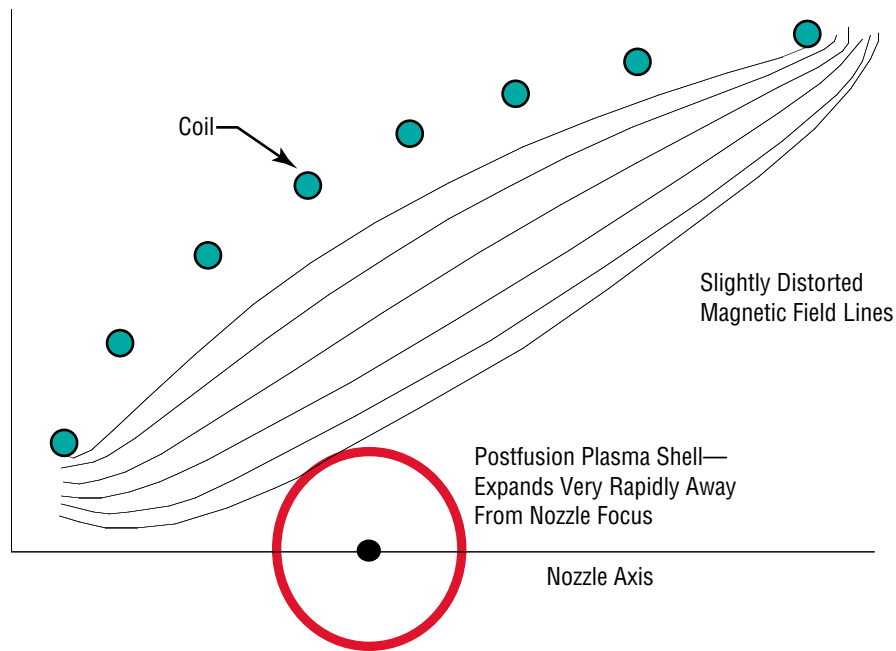 Coil
Slightly Distorted
Magnetic Field Lines
Postfusion Plasma Shell—
Expands Very Rapidly Away
From Nozzle Focus
Nozzle Axis